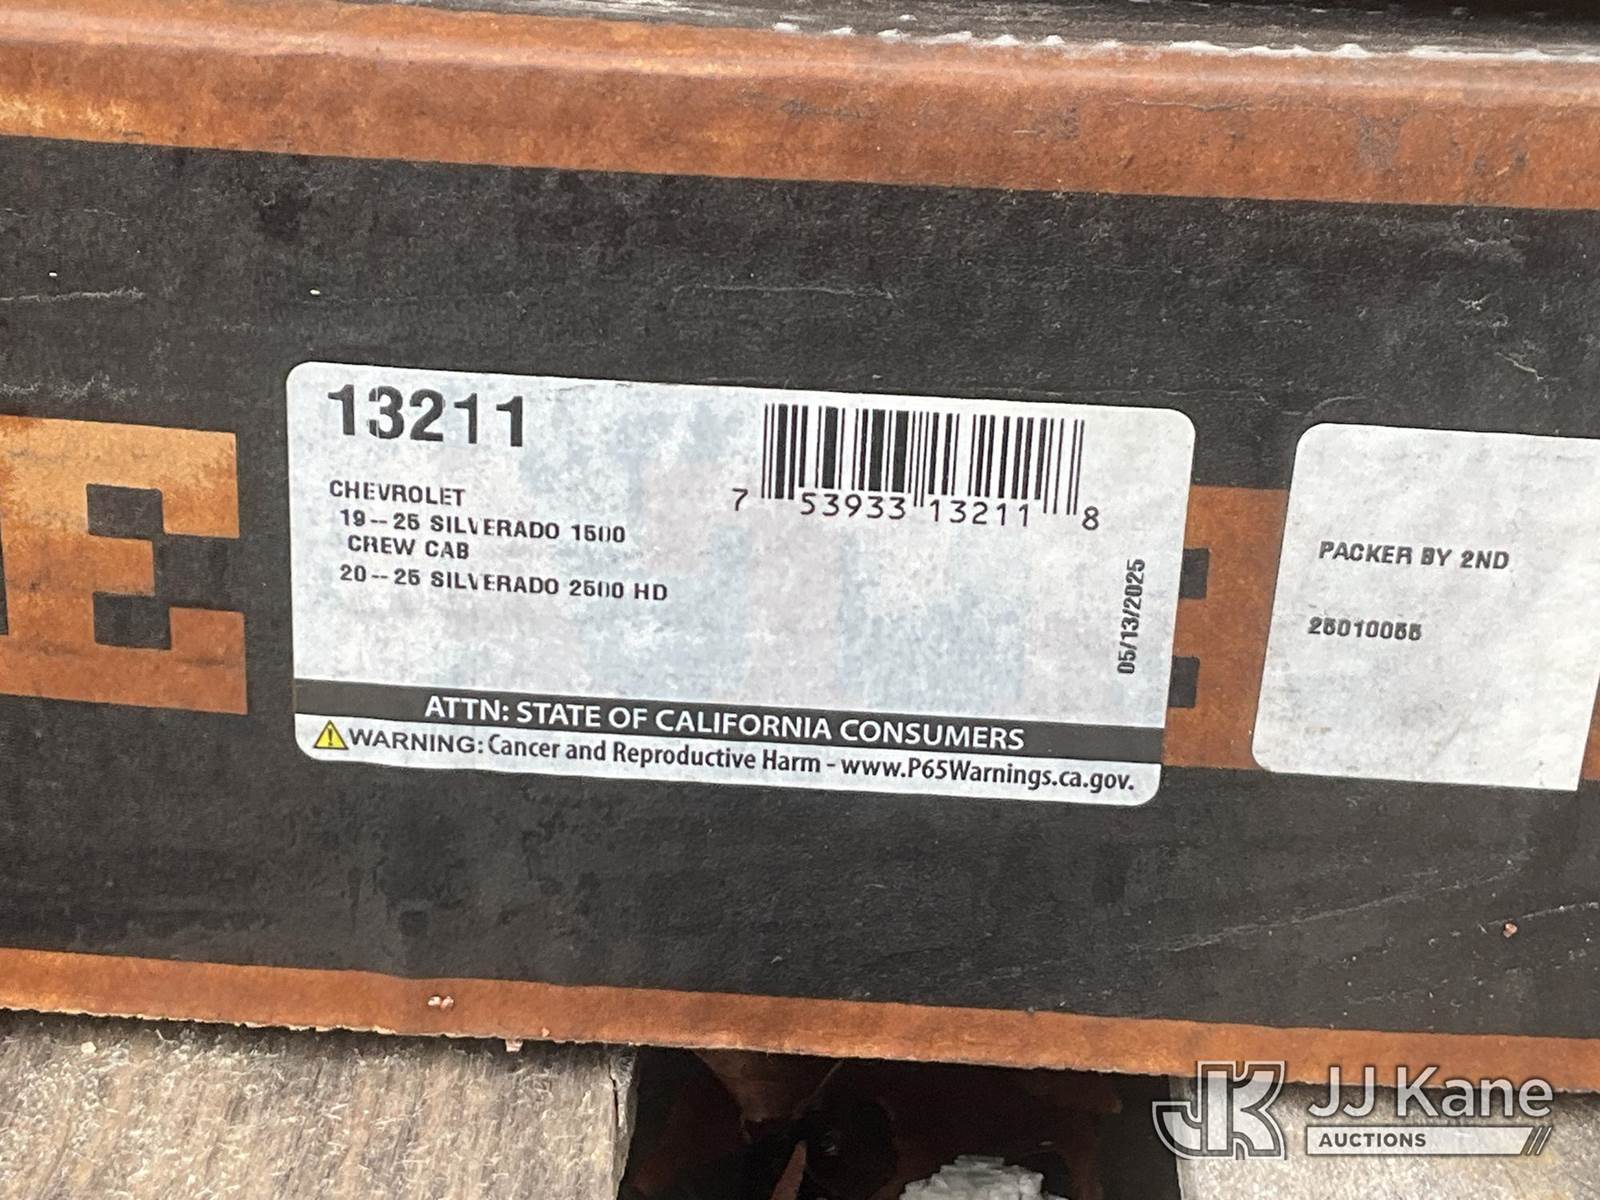 13211
CHEVROLET
19--25 SILVERADO 1500
CREW CAB
20--25 SILVERADO 2500 HD
7 53933 13211 8
05/13/2025
ATTN: STATE OF CALIFORNIA CONSUMERS
WARNING: Cancer and Reproductive Harm - www.P65Warnings.ca.gov.
PACKER BY 2ND
25010055
E
JJ Kane
AUCTIONS